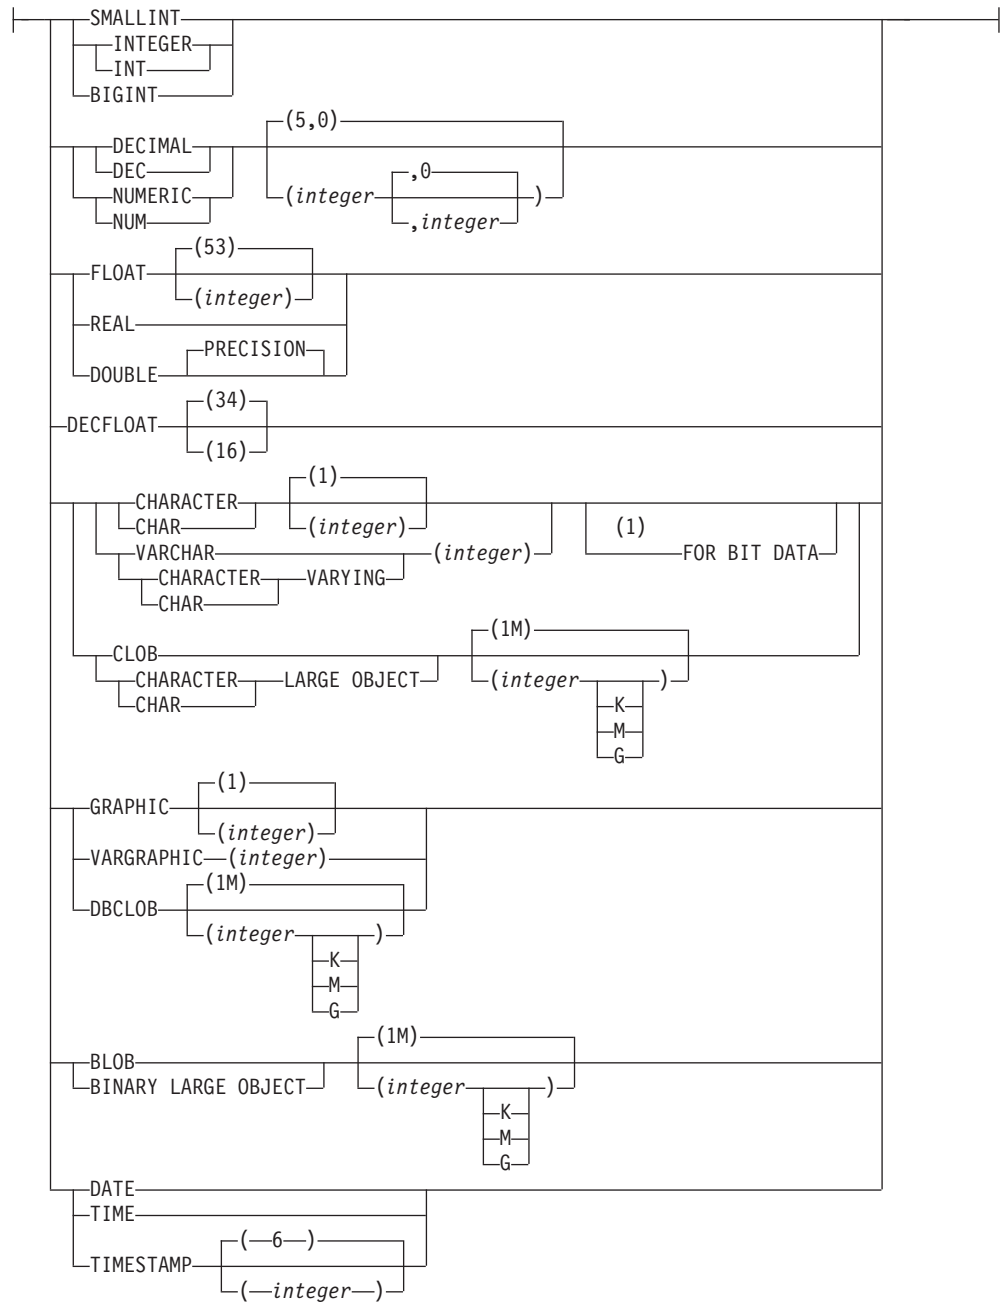 SMALLINT
INTEGER
INT
BIGINT
(5,0)
DECIMAL
DEC
,0
NUMERIC
(integer )
NUM
,integer
(53)
FLOAT
(integer)
REAL
PRECISION
DOUBLE
(34)
DECFLOAT
(16)
(1)
CHARACTER
CHAR
(integer)
(1)
VARCHAR
(integer)
FOR BIT DATA
CHARACTER VARYING
CHAR
(1M)
CLOB
CHARACTER LARGE OBJECT
(integer )
CHAR
K
M
G
(1)
GRAPHIC
(integer)
VARGRAPHIC (integer)
(1M)
DBCLOB
(integer )
K
M
G
(1M)
BLOB
BINARY LARGE OBJECT
(integer )
K
M
G
DATE
TIME
( 6 )
TIMESTAMP
( integer )